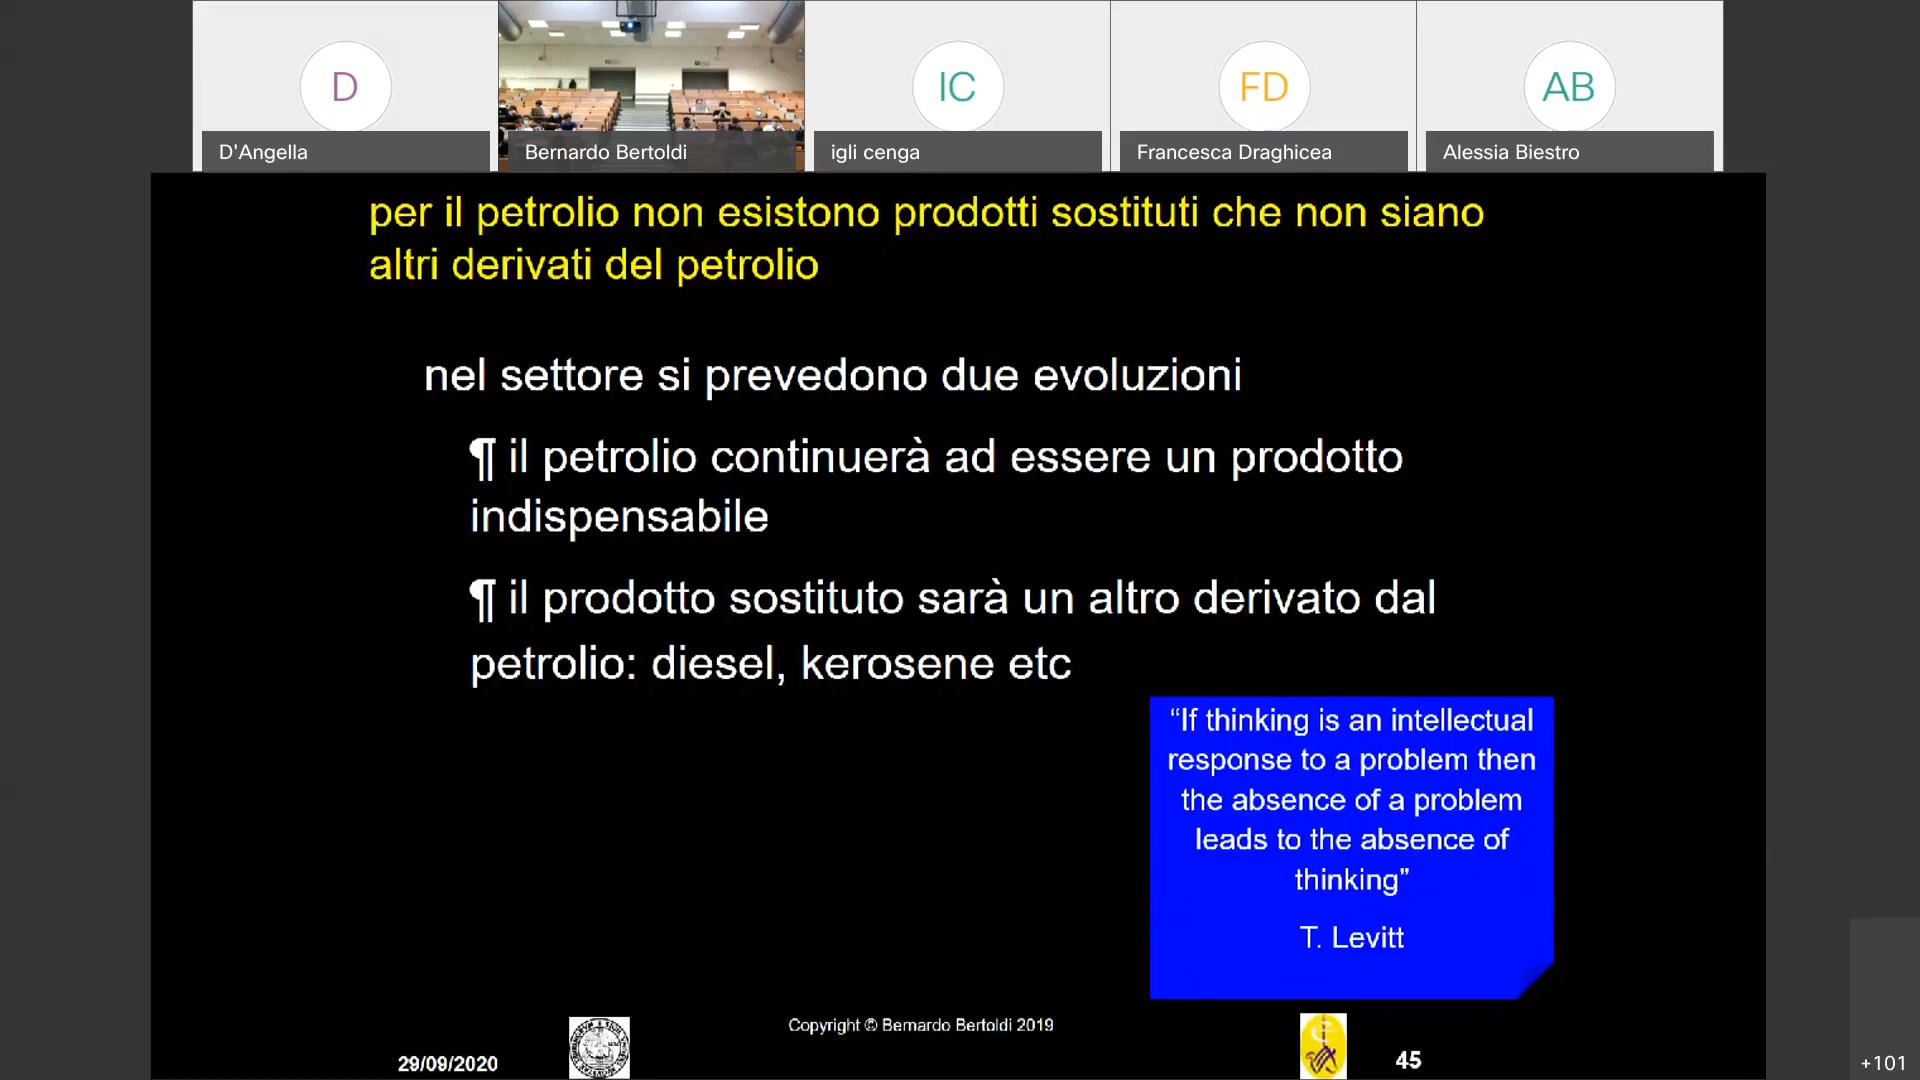 D
IC
FD
AB
D'Angella
Bernardo Bertoldi
igli cenga
Francesca Draghicea
Alessia Biestro
per il petrolio non esistono prodotti sostituti che non siano
altri derivati del petrolio
nel settore si prevedono due evoluzioni
¶ il petrolio continuerà ad essere un prodotto
indispensabile
¶ il prodotto sostituto sarà un altro derivato dal
petrolio: diesel, kerosene etc
“If thinking is an intellectual
response to a problem then
the absence of a problem
leads to the absence of
thinking”
T. Levitt
Copyright © Bernardo Bertoldi 2019
29/09/2020
45
+101